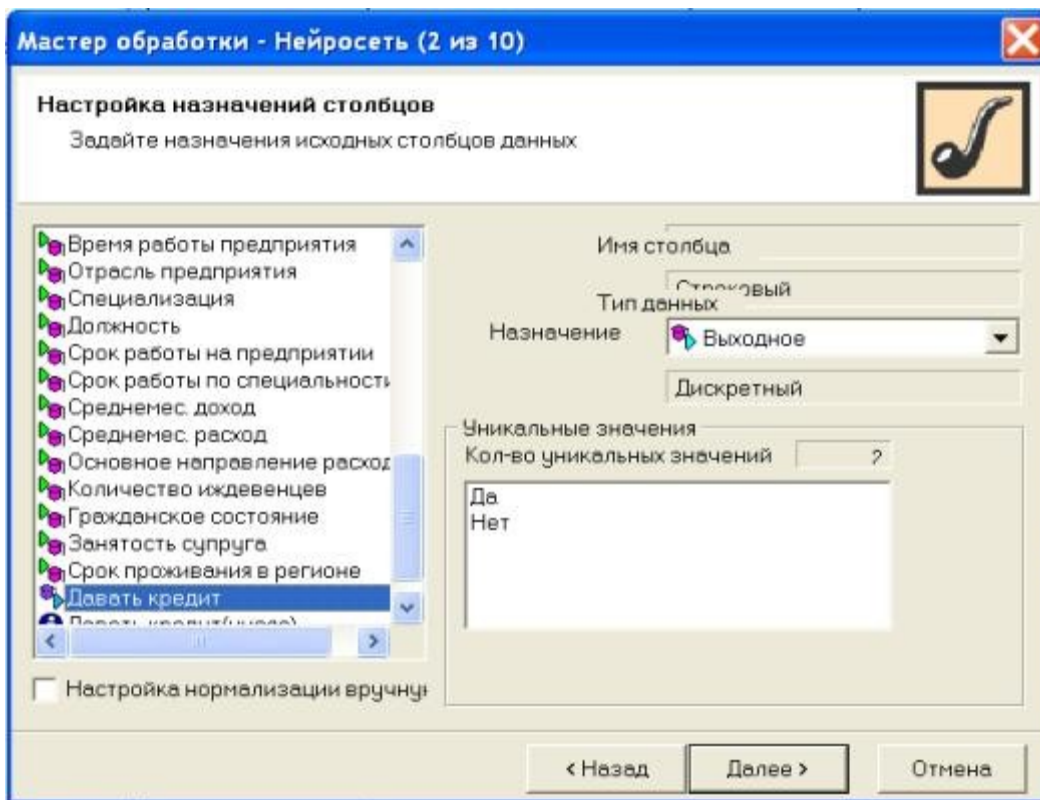 Мастер обработки - Нейросеть (2 из 10)
Настройка назначений столбцов
Задайте назначения исходных столбцов данных
Время работы предприятия
Отрасль предприятия
Специализация
Должность
Срок работы на предприятии
Срок работы по специальности
Среднемес. доход
Среднемес. расход
Основное направление расход
Количество иждевенцев
Гражданское состояние
Занятость супруга
Срок проживания в регионе
Давать кредит
Настройка нормализации вручную
Имя столбца
Строковый
Тип данных
Назначение
Выходное
Дискретный
Уникальные значения
Кол-во уникальных значений 2
Да
Нет
< Назад
Далее >
Отмена